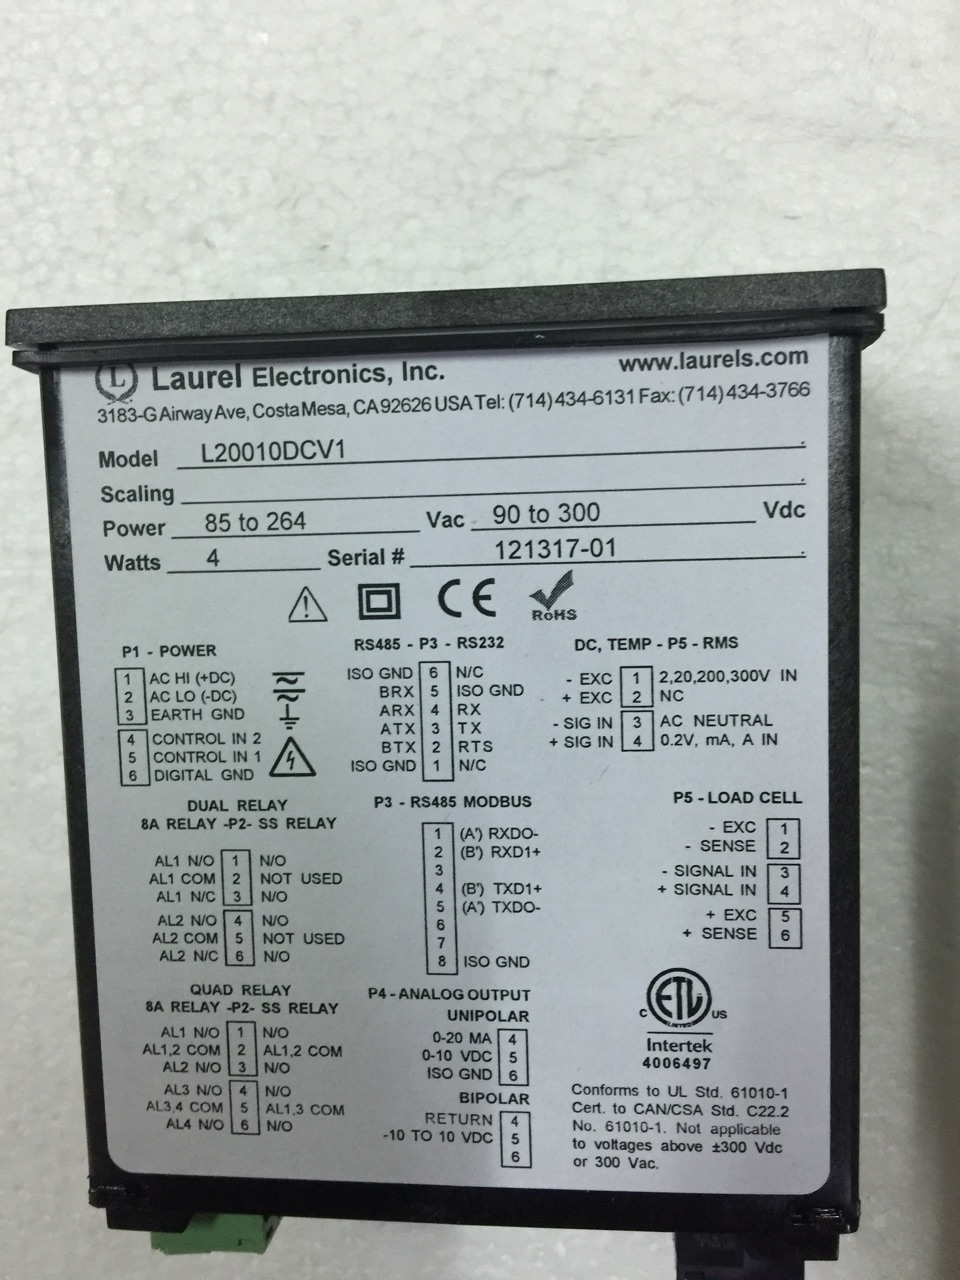 L Laurel Electronics, Inc. www.laurels.com
3183-G Airway Ave, Costa Mesa, CA 92626 USA Tel: (714) 434-6131 Fax: (714) 434-3766
Model L20010DCV1
Scaling
Power 85 to 264 Vac 90 to 300 Vdc
Watts 4 Serial # 121317-01
CE RoHS
P1 - POWER
1 AC HI (+DC)
2 AC LO (-DC)
3 EARTH GND
4 CONTROL IN 2
5 CONTROL IN 1
6 DIGITAL GND
RS485 - P3 - RS232
ISO GND 6 N/C
BRX 5 ISO GND
ARX 4 RX
ATX 3 TX
BTX 2 RTS
ISO GND 1 N/C
DC, TEMP - P5 - RMS
- EXC 1 2,20,200,300V IN
+ EXC 2 NC
- SIG IN 3 AC NEUTRAL
+ SIG IN 4 0.2V, mA, A IN
DUAL RELAY
8A RELAY -P2- SS RELAY
AL1 N/O 1 N/O
AL1 COM 2 NOT USED
AL1 N/C 3 N/O
AL2 N/O 4 N/O
AL2 COM 5 NOT USED
AL2 N/C 6 N/O
P3 - RS485 MODBUS
1 (A') RXDO-
2 (B') RXD1+
3
4 (B') TXD1+
5 (A') TXDO-
6
7
8 ISO GND
P5 - LOAD CELL
- EXC 1
- SENSE 2
- SIGNAL IN 3
+ SIGNAL IN 4
+ EXC 5
+ SENSE 6
QUAD RELAY
8A RELAY -P2- SS RELAY
AL1 N/O 1 N/O
AL1,2 COM 2 AL1,2 COM
AL2 N/O 3 N/O
AL3 N/O 4 N/O
AL3,4 COM 5 AL1,3 COM
AL4 N/O 6 N/O
P4 - ANALOG OUTPUT
UNIPOLAR
0-20 MA 4
0-10 VDC 5
ISO GND 6
BIPOLAR
RETURN 4
-10 TO 10 VDC 5
6
ETL
LISTED
C US
Intertek
4006497
Conforms to UL Std. 61010-1
Cert. to CAN/CSA Std. C22.2
No. 61010-1. Not applicable
to voltages above ±300 Vdc
or 300 Vac.